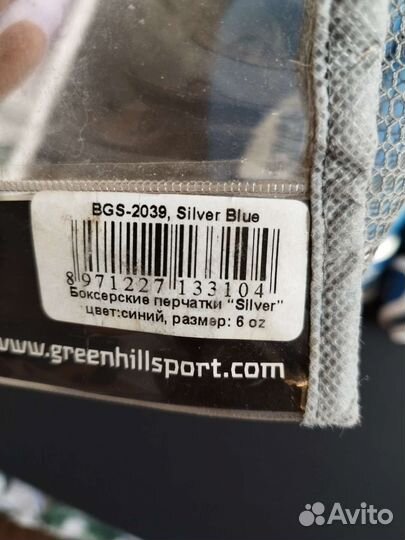 BGS-2039, Silver Blue
8 971227 133104
Боксерские перчатки "Silver"
цвет:синий, размер: 6 oz
www.greenhillsport.com
Avito